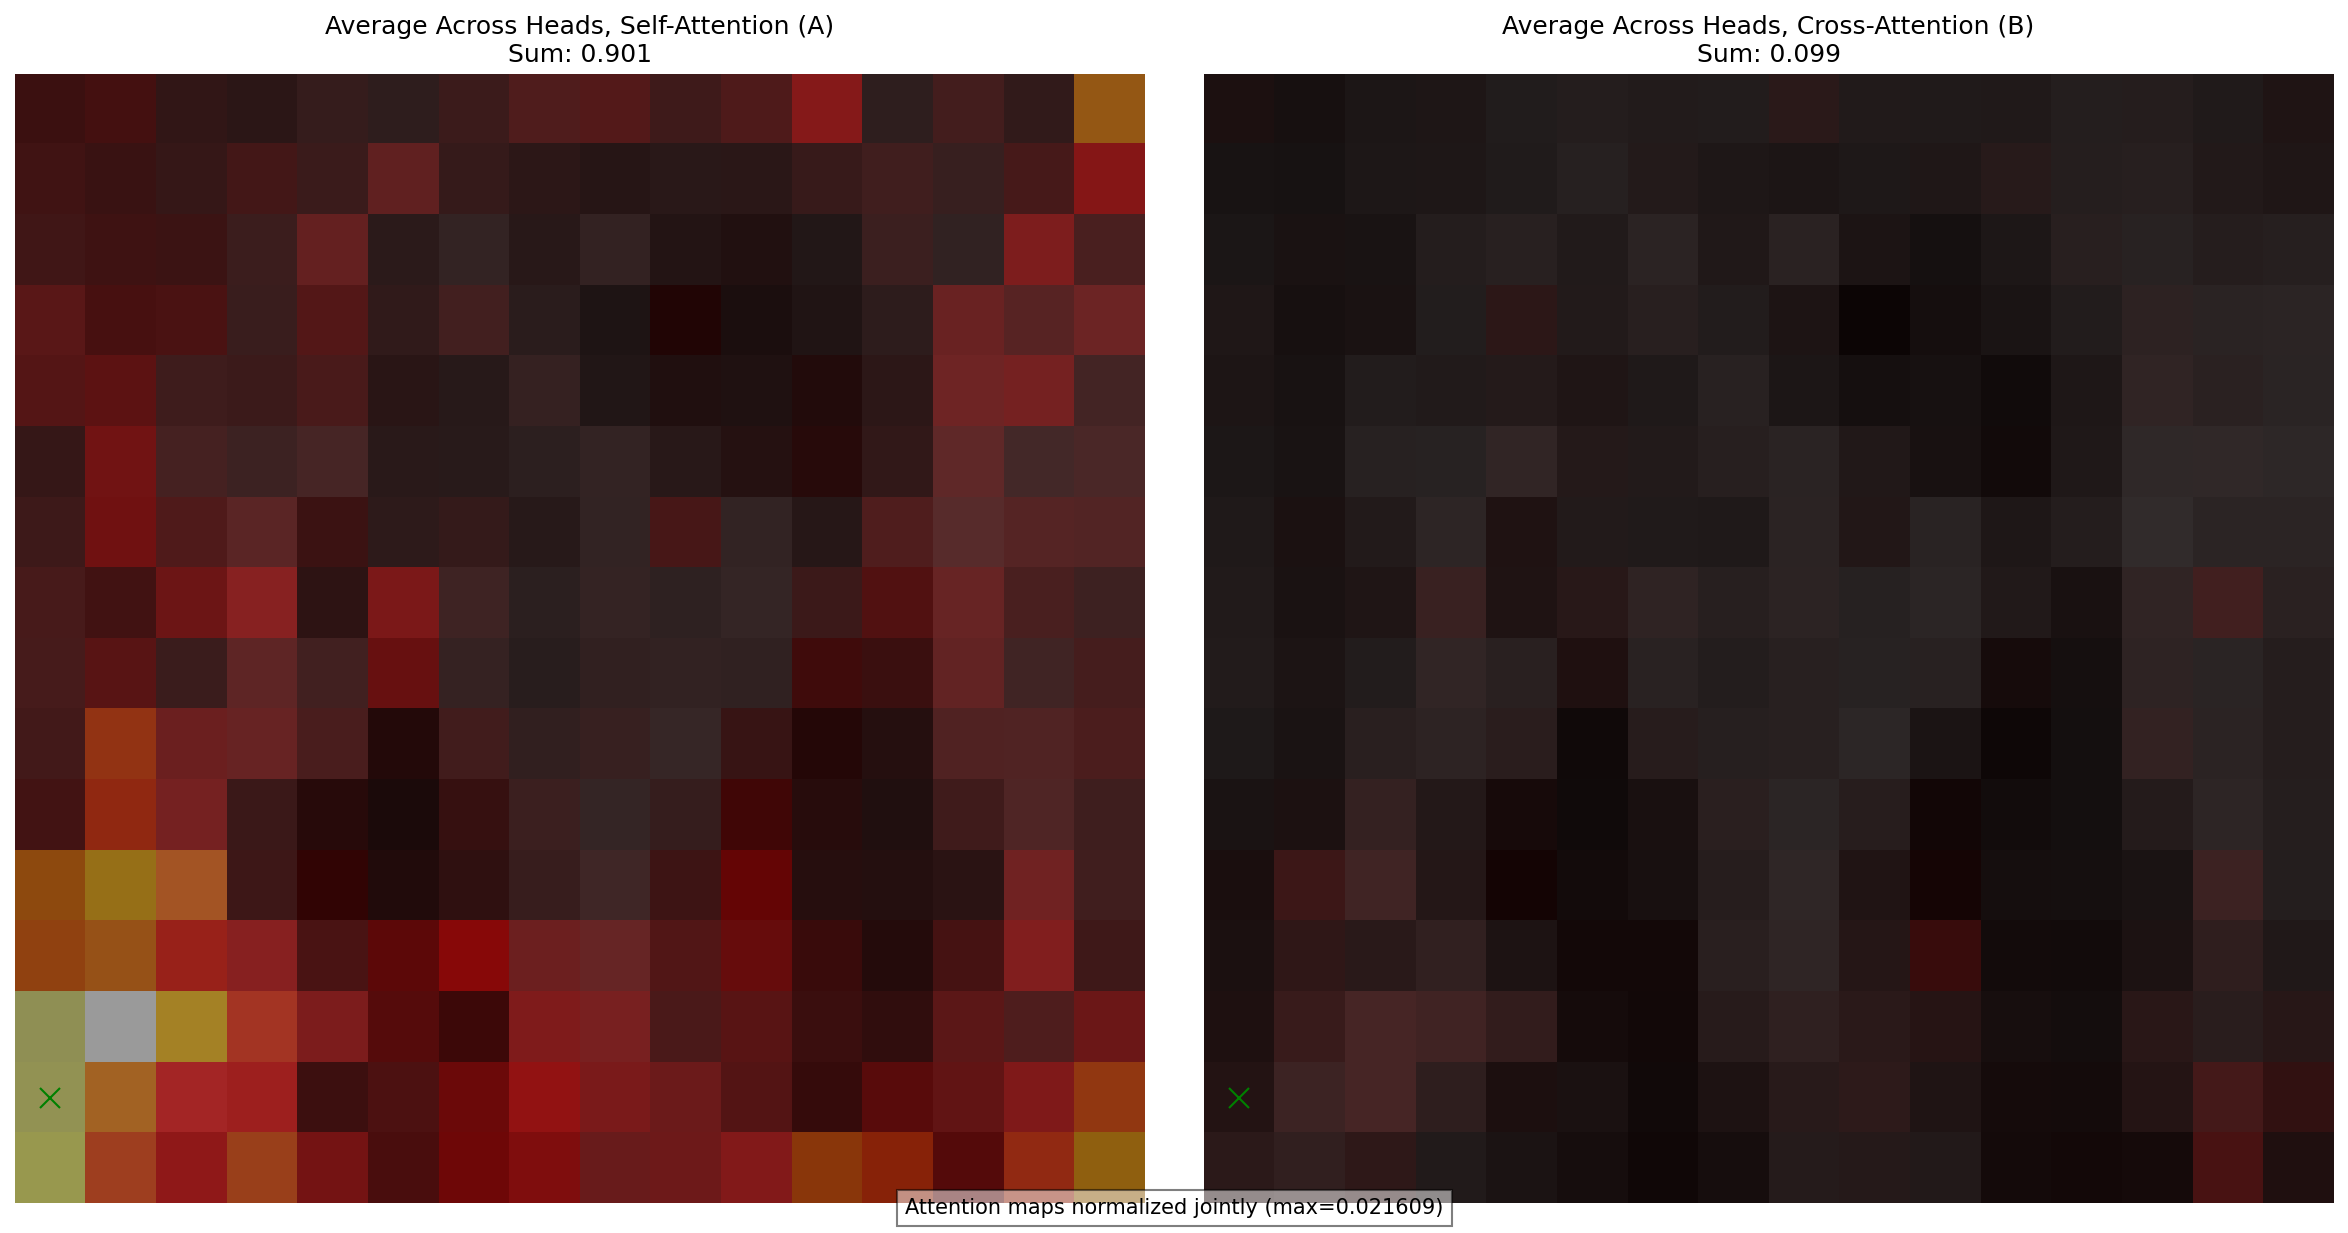 Average Across Heads, Self-Attention (A)
Sum: 0.901
Average Across Heads, Cross-Attention (B)
Sum: 0.099
Attention maps normalized jointly (max=0.021609)